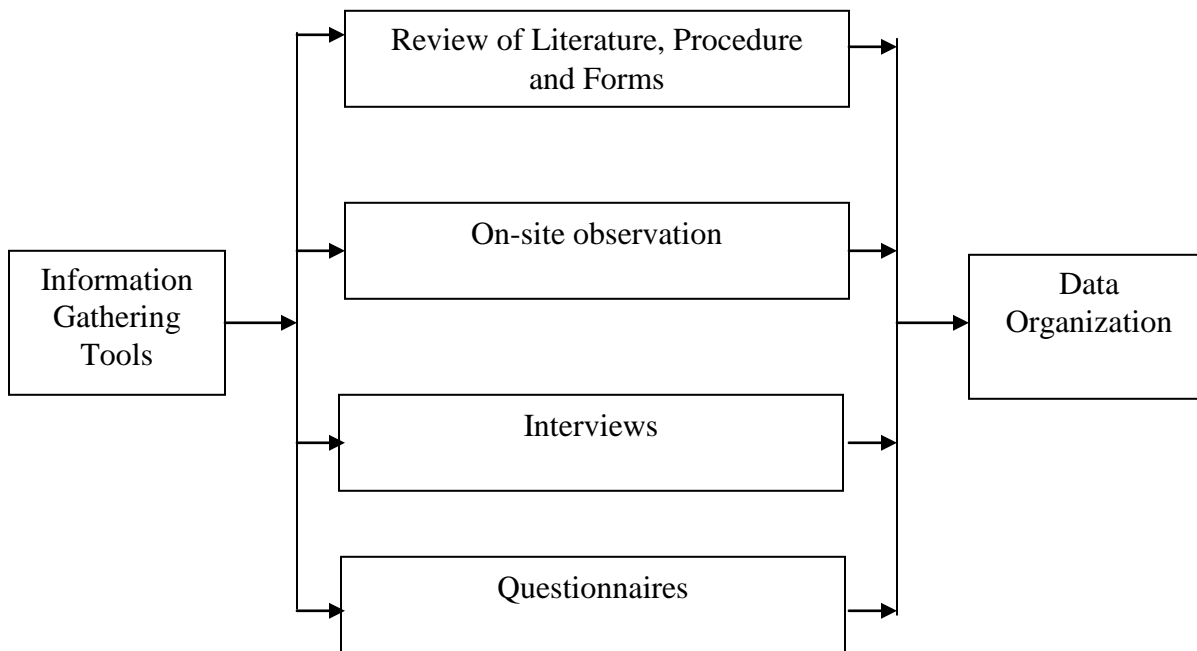 Information
Gathering
Tools
Review of Literature, Procedure
and Forms
On-site observation
Interviews
Questionnaires
Data
Organization